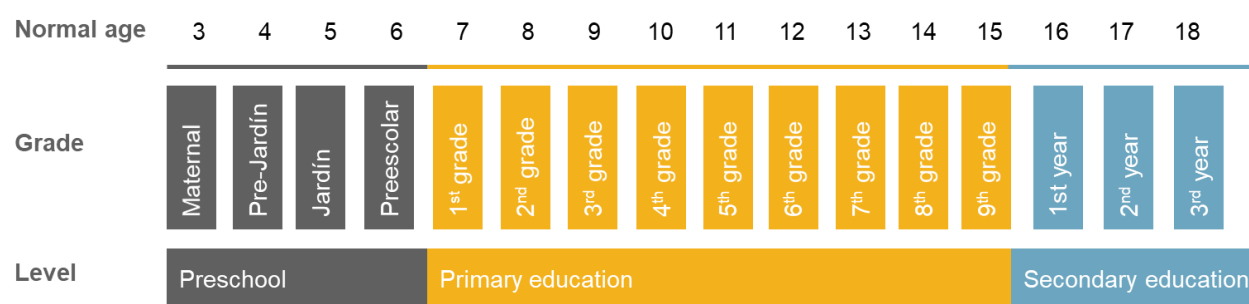 Normal age 3 4 5 6 7 8 9 10 11 12 13 14 15 16 17 18
Grade Maternal Pre-Jardín Jardín Preescolar 1st grade 2nd grade 3rd grade 4th grade 5th grade 6th grade 7th grade 8th grade 9th grade 1st year 2nd year 3rd year
Level Preschool Primary education Secondary education